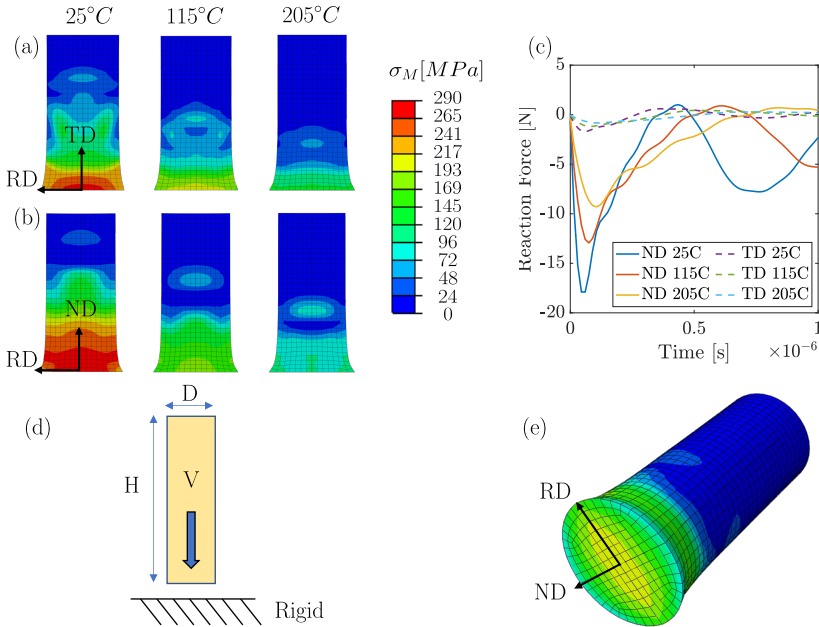 25°C 115°C 205°C
(a)
TD
RD
(b)
ND
RD
σ_M[MPa]
290
265
241
217
193
169
145
120
96
72
48
24
0
(c)
Reaction Force [N]
5
0
-5
-10
-15
-20
ND 25C TD 25C
ND 115C TD 115C
ND 205C TD 205C
0 0.5 1
Time [s] ×10⁻⁶
(d)
D
H
V
Rigid
(e)
RD
ND